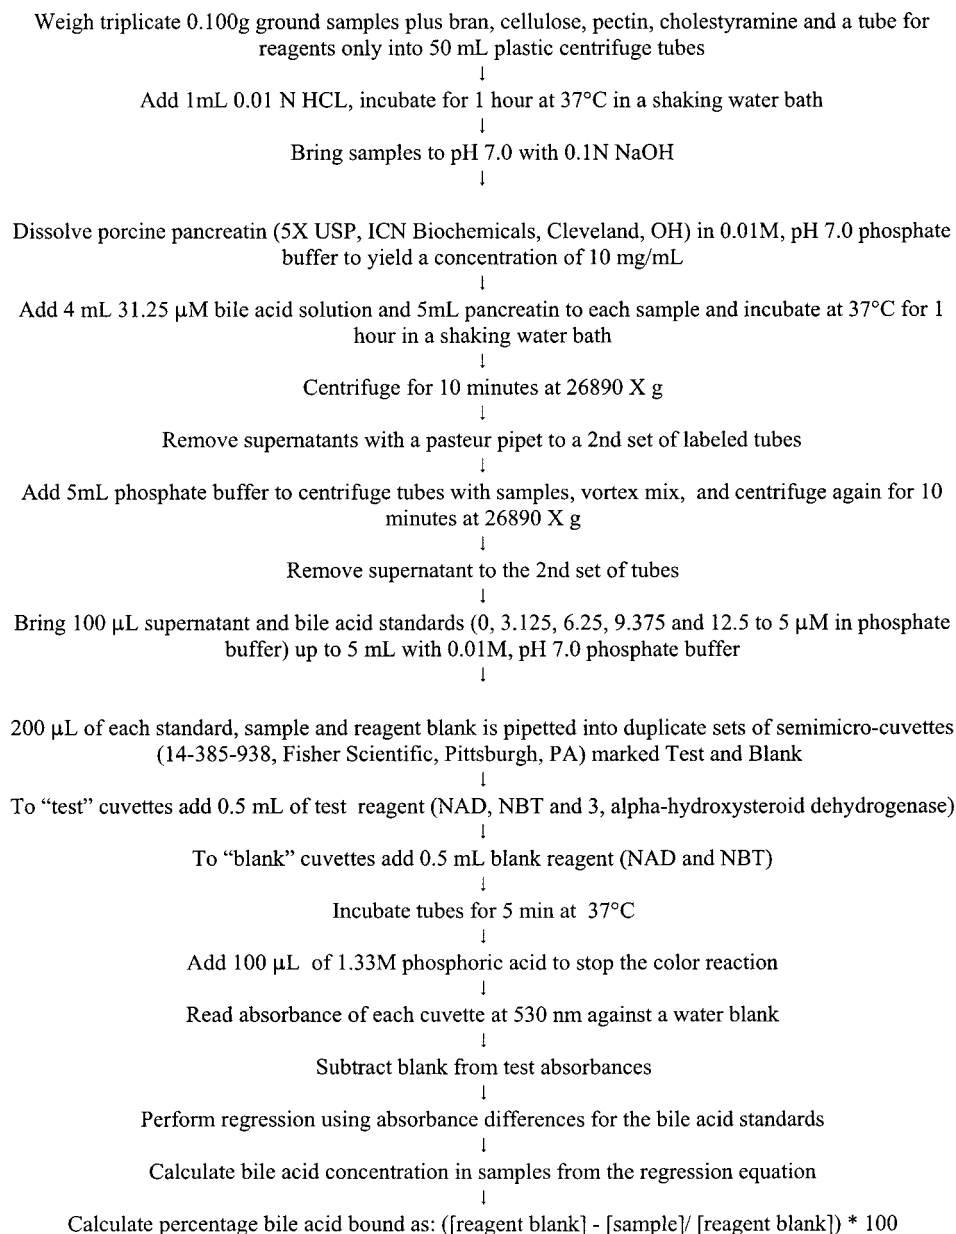 Weigh triplicate 0.100g ground samples plus bran, cellulose, pectin, cholestyramine and a tube for
reagents only into 50 mL plastic centrifuge tubes
↓
Add 1mL 0.01 N HCL, incubate for 1 hour at 37°C in a shaking water bath
↓
Bring samples to pH 7.0 with 0.1N NaOH
↓
Dissolve porcine pancreatin (5X USP, ICN Biochemicals, Cleveland, OH) in 0.01M, pH 7.0 phosphate
buffer to yield a concentration of 10 mg/mL
↓
Add 4 mL 31.25 µM bile acid solution and 5mL pancreatin to each sample and incubate at 37°C for 1
hour in a shaking water bath
↓
Centrifuge for 10 minutes at 26890 X g
↓
Remove supernatants with a pasteur pipet to a 2nd set of labeled tubes
↓
Add 5mL phosphate buffer to centrifuge tubes with samples, vortex mix, and centrifuge again for 10
minutes at 26890 X g
↓
Remove supernatant to the 2nd set of tubes
↓
Bring 100 µL supernatant and bile acid standards (0, 3.125, 6.25, 9.375 and 12.5 to 5 µM in phosphate
buffer) up to 5 mL with 0.01M, pH 7.0 phosphate buffer
↓
200 µL of each standard, sample and reagent blank is pipetted into duplicate sets of semimicro-cuvettes
(14-385-938, Fisher Scientific, Pittsburgh, PA) marked Test and Blank
↓
To “test” cuvettes add 0.5 mL of test reagent (NAD, NBT and 3, alpha-hydroxysteroid dehydrogenase)
↓
To “blank” cuvettes add 0.5 mL blank reagent (NAD and NBT)
↓
Incubate tubes for 5 min at 37°C
↓
Add 100 µL of 1.33M phosphoric acid to stop the color reaction
↓
Read absorbance of each cuvette at 530 nm against a water blank
↓
Subtract blank from test absorbances
↓
Perform regression using absorbance differences for the bile acid standards
↓
Calculate bile acid concentration in samples from the regression equation
↓
Calculate percentage bile acid bound as: ([reagent blank] - [sample]/ [reagent blank]) * 100